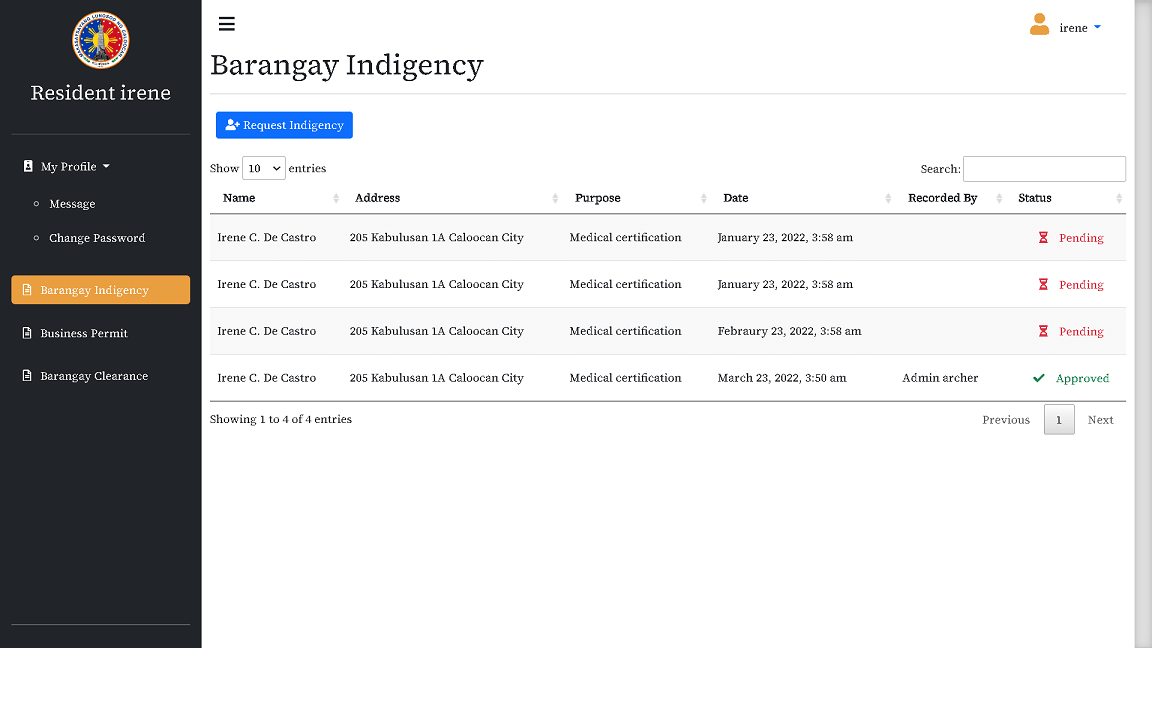 irene
Barangay Indigency
Resident irene
Request Indigency
My Profile
Show 10 entries
Search:
Message
Name Address Purpose Date Recorded By Status
Change Password
Irene C. De Castro 205 Kabulusan 1A Caloocan City Medical certification January 23, 2022, 3:58 am Pending
Barangay Indigency
Irene C. De Castro 205 Kabulusan 1A Caloocan City Medical certification January 23, 2022, 3:58 am Pending
Business Permit
Irene C. De Castro 205 Kabulusan 1A Caloocan City Medical certification Febraury 23, 2022, 3:58 am Pending
Barangay Clearance
Irene C. De Castro 205 Kabulusan 1A Caloocan City Medical certification March 23, 2022, 3:50 am Admin archer Approved
Showing 1 to 4 of 4 entries
Previous 1 Next